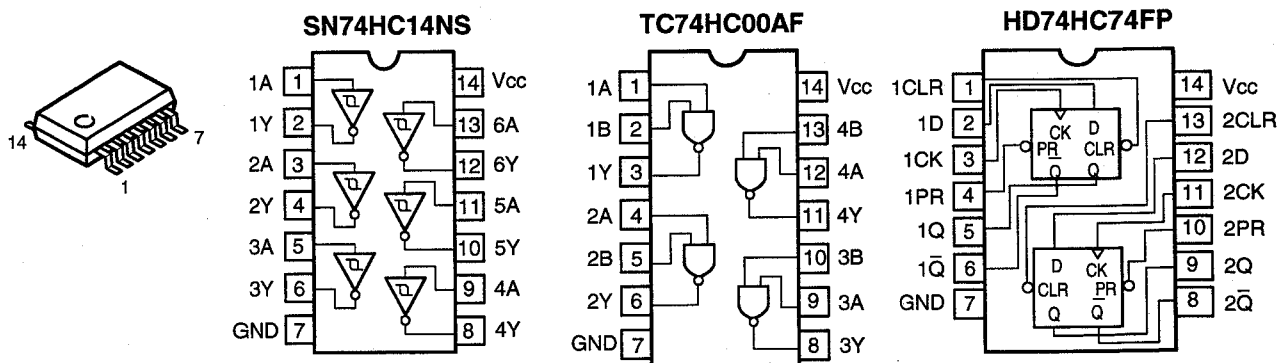 SN74HC14NS
TC74HC00AF
HD74HC74FP
14
7
1
1A 1
1Y 2
2A 3
2Y 4
3A 5
3Y 6
GND 7
14 Vcc
13 6A
12 6Y
11 5A
10 5Y
9 4A
8 4Y
1A 1
1B 2
1Y 3
2A 4
2B 5
2Y 6
GND 7
14 Vcc
13 4B
12 4A
11 4Y
10 3B
9 3A
8 3Y
1CLR 1
1D 2
1CK 3
1PR 4
1Q 5
1Q̅ 6
GND 7
CK D
PR CLR
Q̅ Q
D CK
CLR PR
Q Q̅
14 Vcc
13 2CLR
12 2D
11 2CK
10 2PR
9 2Q
8 2Q̅